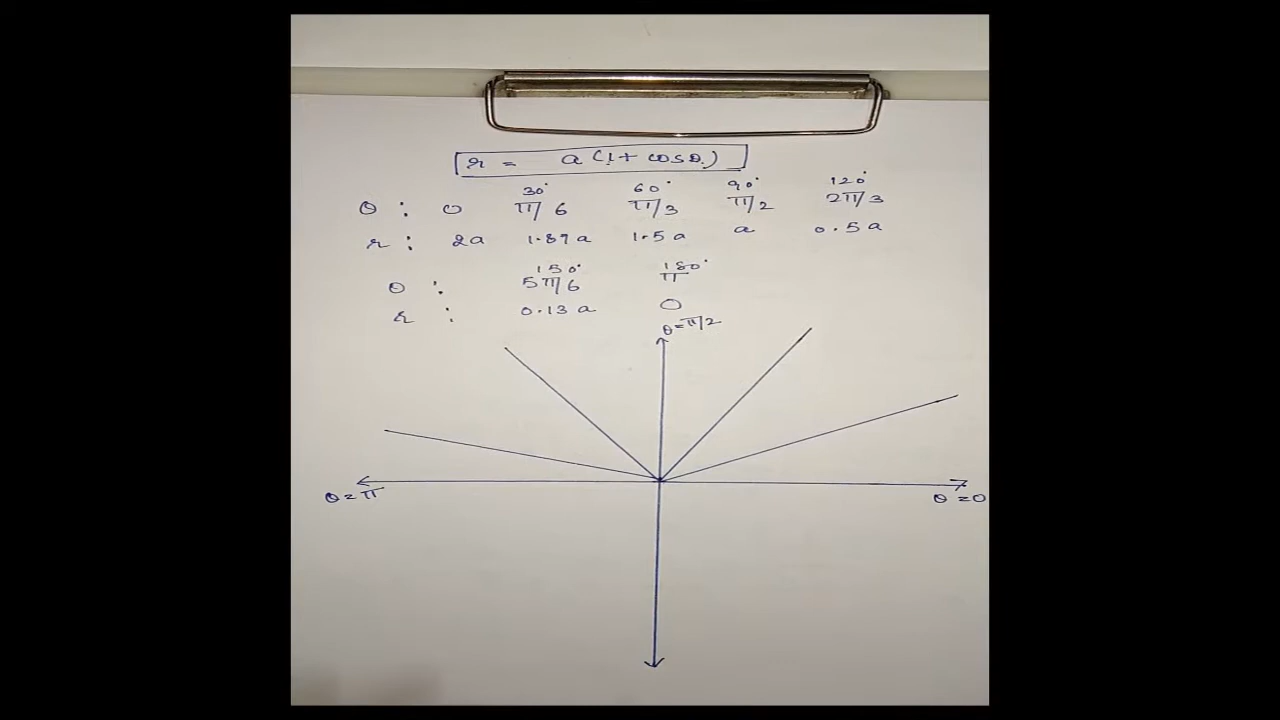 r = a(1+cosθ)
30° 60° 90° 120°
θ : 0 π/6 π/3 π/2 2π/3
r : 2a 1.87a 1.5a a 0.5a
150° 180°
θ : 5π/6 π
r : 0.13a 0
θ=π/2
θ=π θ=0